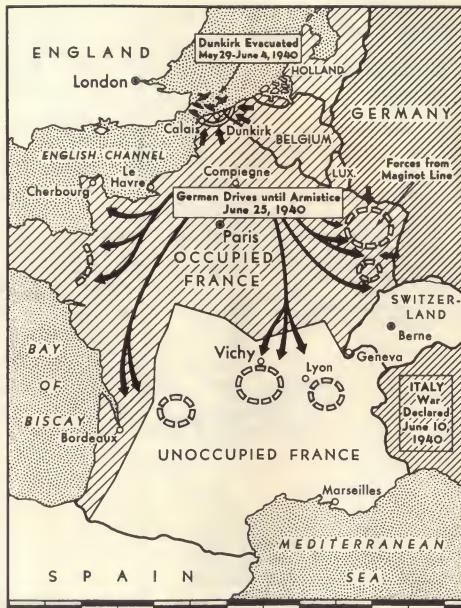 ENGLAND
Dunkirk Evacuated
May 29-June 4, 1940
London
HOLLAND
GERMANY
Calais
Dunkirk
BELGIUM
ENGLISH CHANNEL
Le
Havre
Cherbourg
Compiegne
LUX.
Forces from
Maginot Line
German Drives until Armistice
June 25, 1940
Paris
OCCUPIED
FRANCE
SWITZER-
LAND
Berne
BAY
OF
BISCAY
Vichy
Geneva
Lyon
ITALY
War
Declared
June 10,
1940
Bordeaux
UNOCCUPIED FRANCE
Marseilles
MEDITERRANEAN
SEA
SPAIN